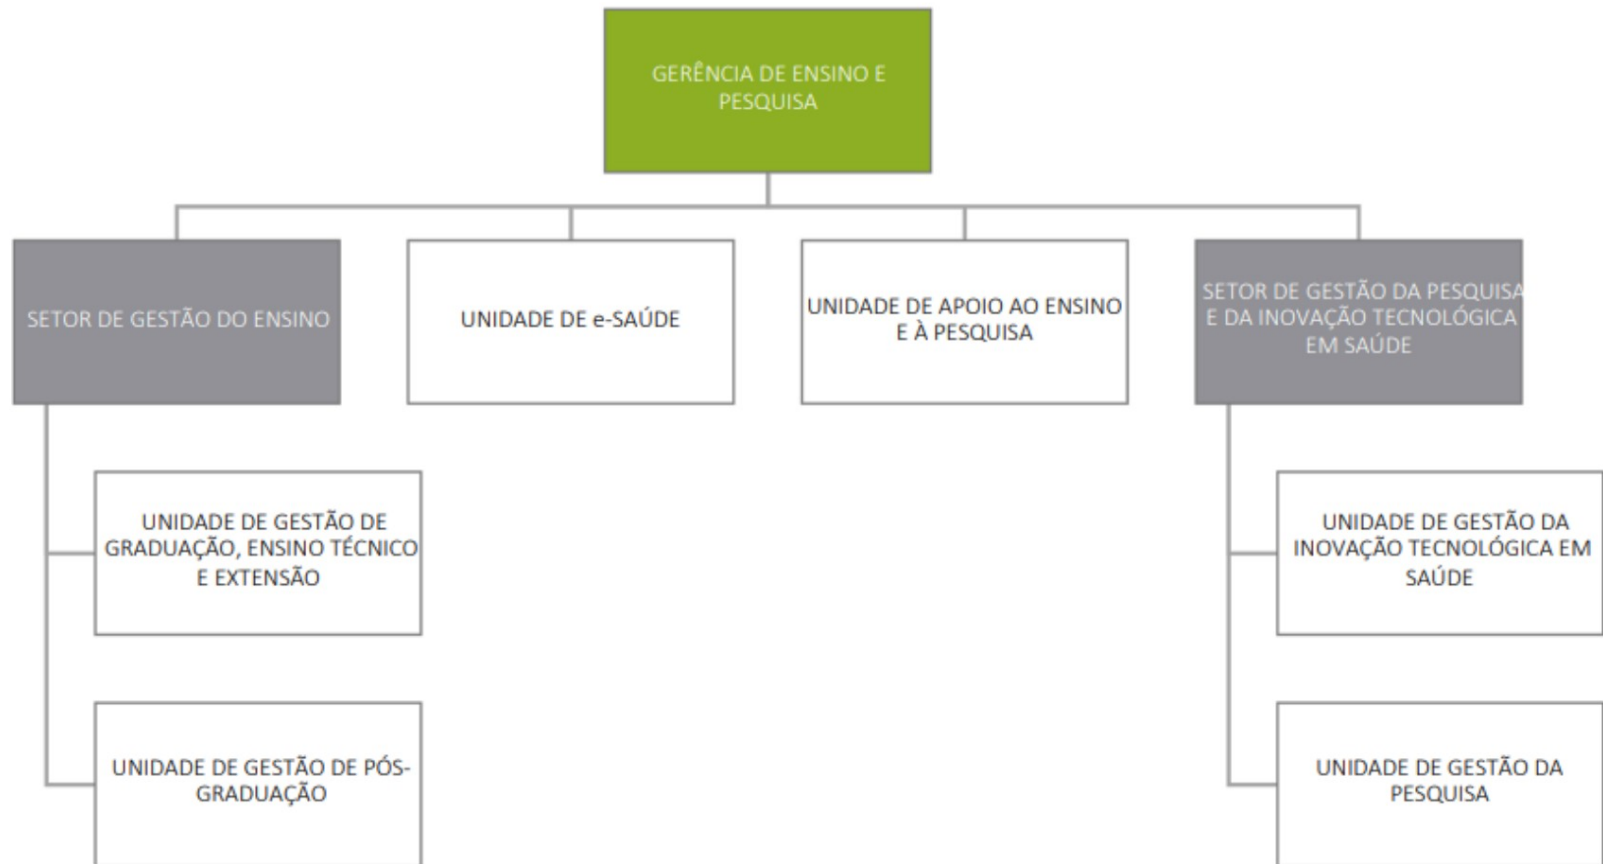 GERÊNCIA DE ENSINO E
PESQUISA
SETOR DE GESTÃO DO ENSINO
UNIDADE DE e-SAÚDE
UNIDADE DE APOIO AO ENSINO
E À PESQUISA
SETOR DE GESTÃO DA PESQUISA
E DA INOVAÇÃO TECNOLÓGICA
EM SAÚDE
UNIDADE DE GESTÃO DE
GRADUAÇÃO, ENSINO TÉCNICO
E EXTENSÃO
UNIDADE DE GESTÃO DA
INOVAÇÃO TECNOLÓGICA EM
SAÚDE
UNIDADE DE GESTÃO DE PÓS-
GRADUAÇÃO
UNIDADE DE GESTÃO DA
PESQUISA